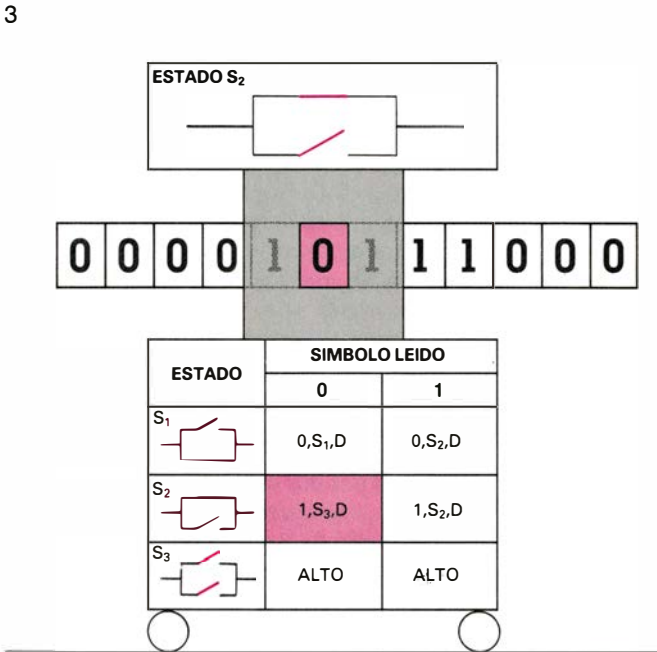 3
ESTADO S₂
0 0 0 0 1 0 1 1 1 0 0 0
SIMBOLO LEIDO
ESTADO
0 1
S₁ 0,S₁,D 0,S₂,D
S₂ 1,S₃,D 1,S₂,D
S₃ ALTO ALTO